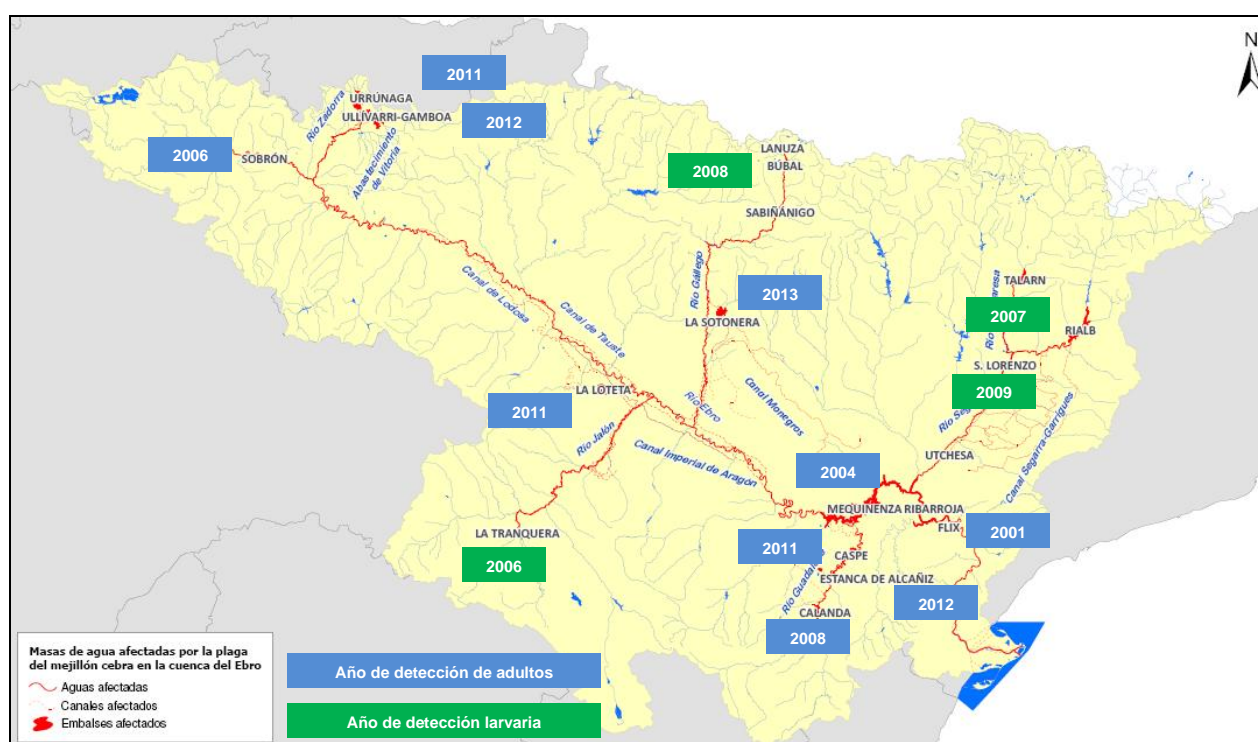 N
2011
URRÚNAGA
ULLIVARRI-GAMBOA
2012
Río Zadorra
Abastecimiento
de Vitoria
2006
SOBRÓN
LANUZA
BÚBAL
2008
SABIÑÁNIGO
Río Gállego
2013
LA SOTONERA
Canal de Lodosa
Canal de Tauste
TALARN
2007
RIALB
S. LORENZO
2009
LA LOTETA
2011
Río Jalón
Río Ebro
Canal Monegros
Canal Imperial de Aragón
UTCHESA
Canal Segarra-Garrigues
2004
MEQUINENZA RIBARROJA
FLIX
2001
LA TRANQUERA
2006
2011
CASPE
ESTANCA DE ALCAÑIZ
2012
CALANDA
2008
Masas de agua afectadas por la plaga
del mejillón cebra en la cuenca del Ebro
Aguas afectadas
Canales afectados
Embalses afectados
Año de detección de adultos
Año de detección larvaria